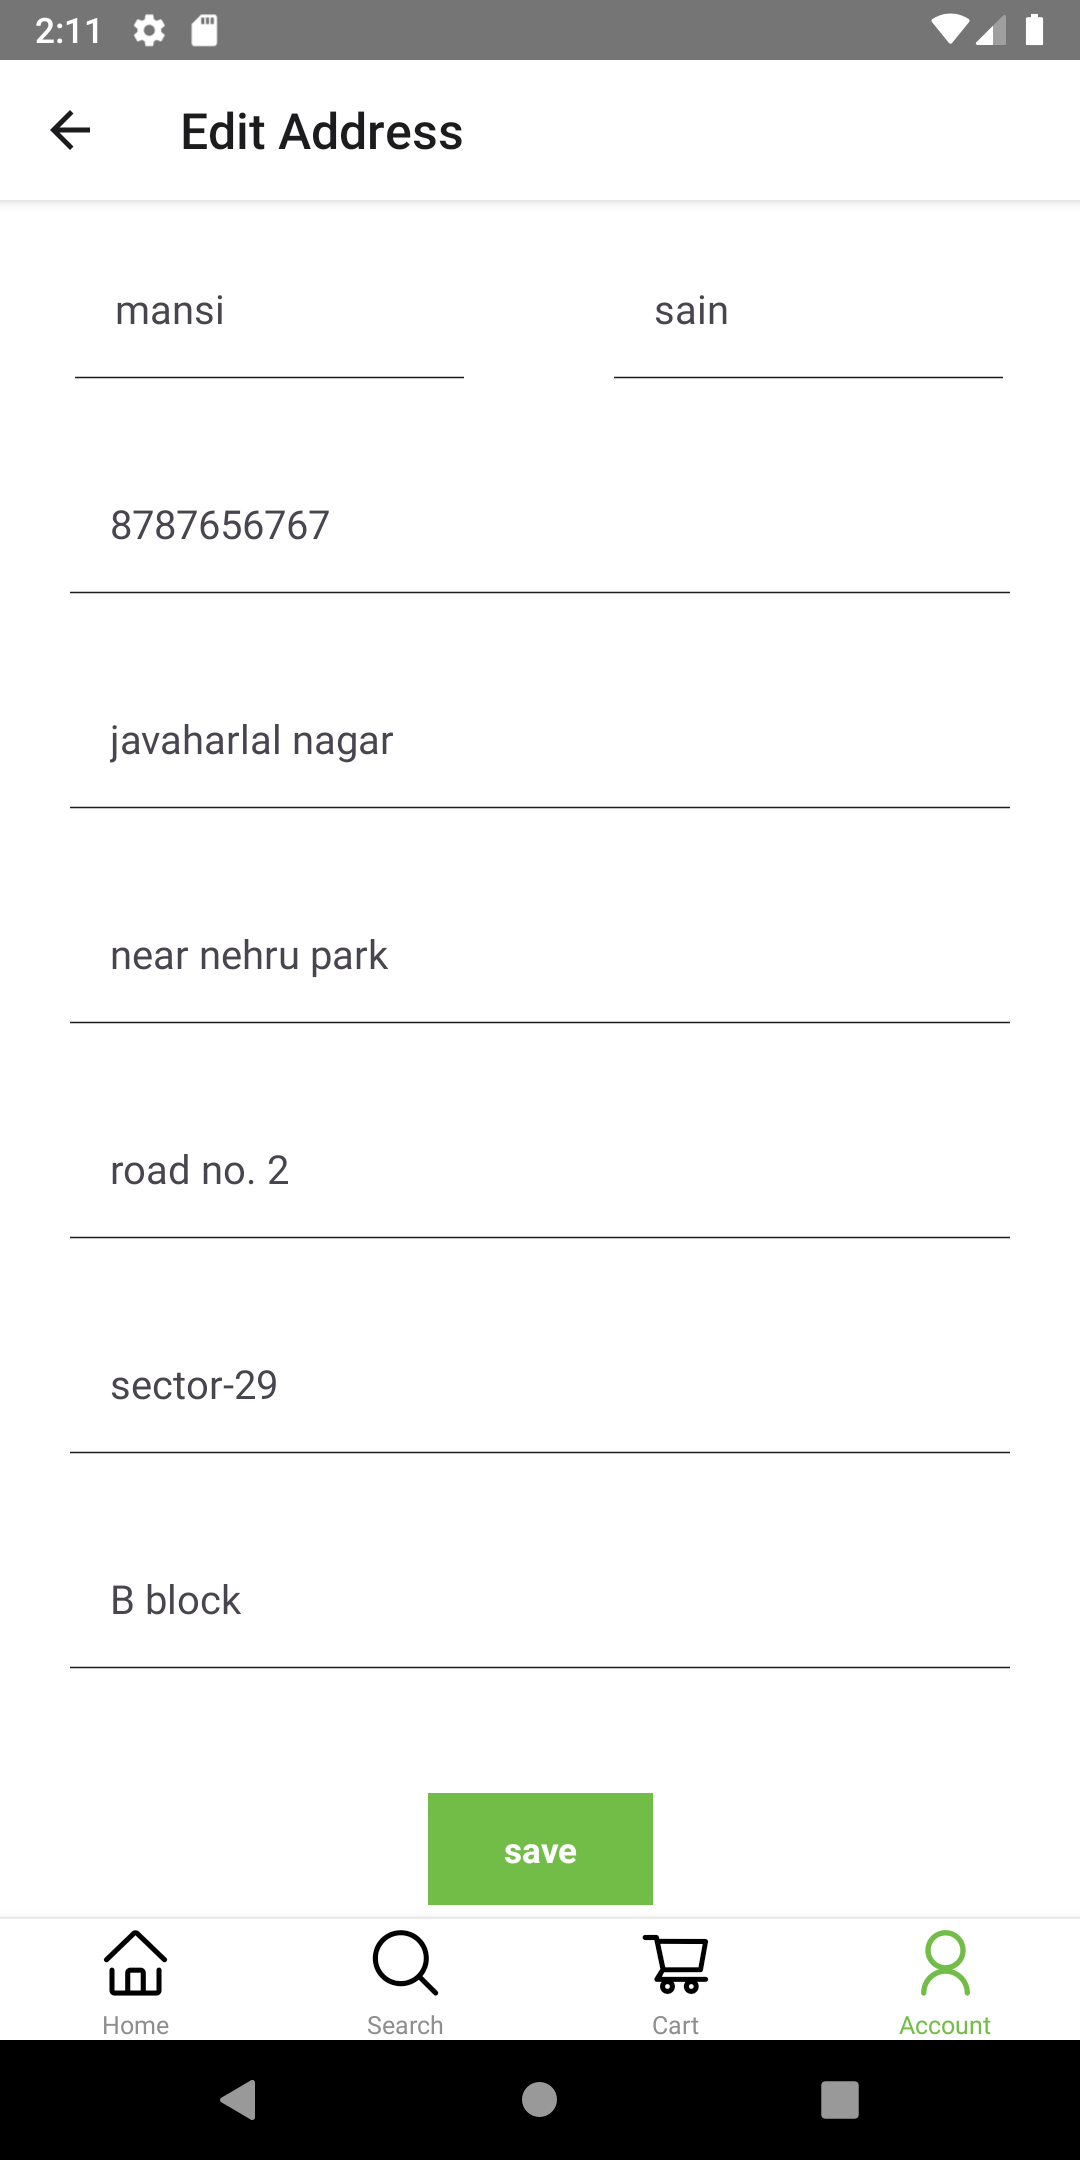 2:11
Edit Address
mansi sain
8787656767
javaharlal nagar
near nehru park
road no. 2
sector-29
B block
save
Home Search Cart Account